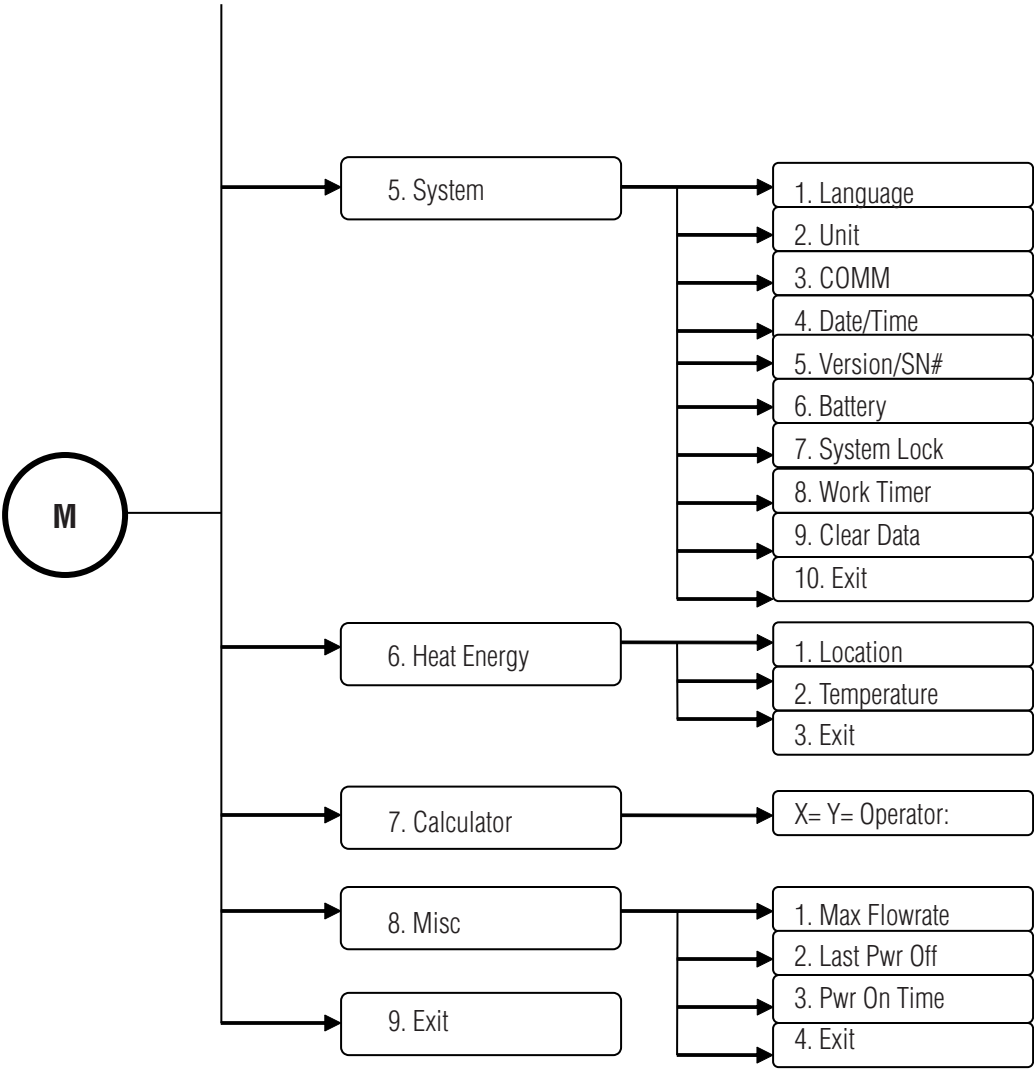 5. System
1. Language
2. Unit
3. COMM
4. Date/Time
5. Version/SN#
6. Battery
7. System Lock
8. Work Timer
9. Clear Data
10. Exit
M
6. Heat Energy
1. Location
2. Temperature
3. Exit
7. Calculator
X= Y= Operator:
8. Misc
1. Max Flowrate
2. Last Pwr Off
3. Pwr On Time
4. Exit
9. Exit